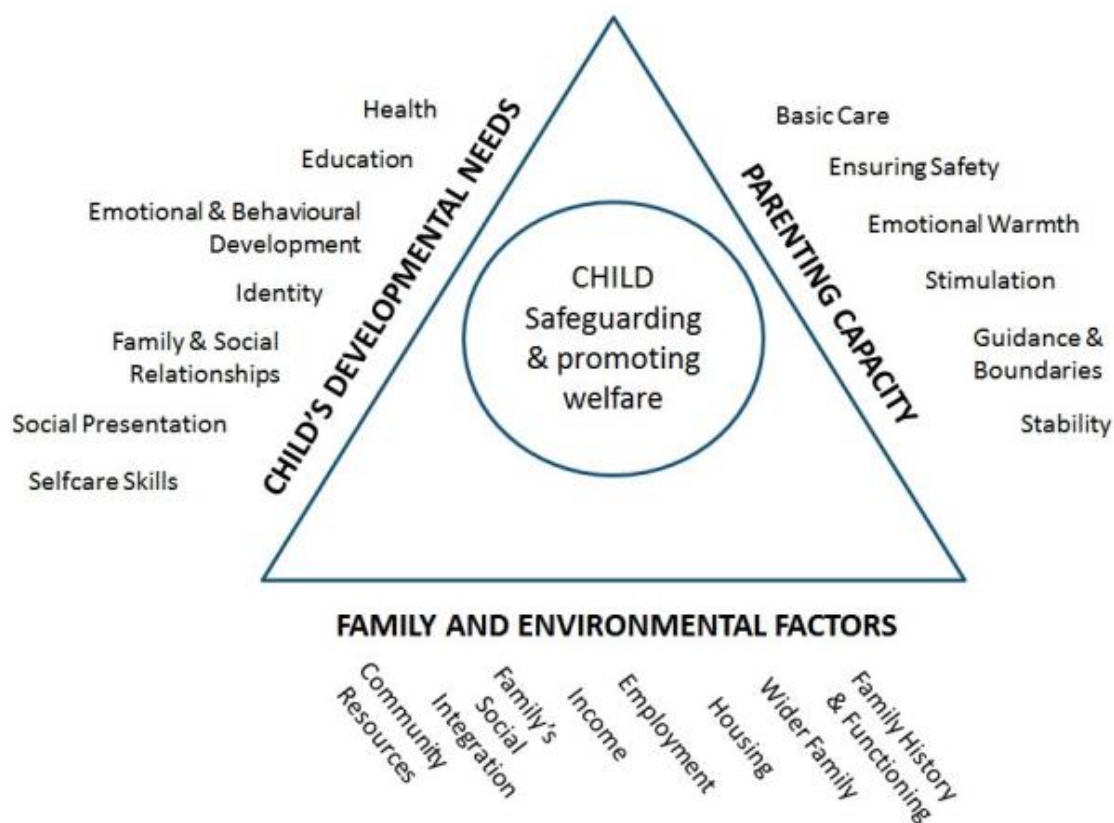 Health
Education
Emotional & Behavioural
Development
Identity
Family & Social
Relationships
Social Presentation
Selfcare Skills
CHILD'S DEVELOPMENTAL NEEDS
CHILD
Safeguarding
& promoting
welfare
PARENTING CAPACITY
Basic Care
Ensuring Safety
Emotional Warmth
Stimulation
Guidance &
Boundaries
Stability
FAMILY AND ENVIRONMENTAL FACTORS
Community
Resources
Family's
Social
Integration
Income
Employment
Housing
Wider Family
Family History
& Functioning